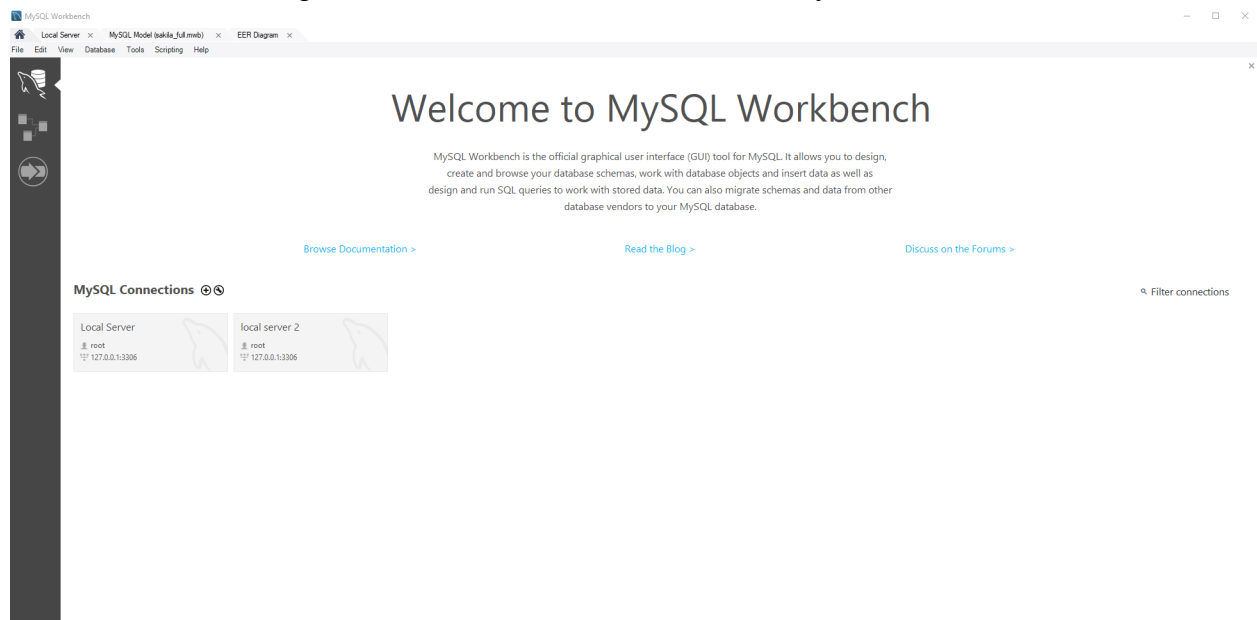 MySQL Workbench
Local Server × MySQL Model (sakila_full.mwb) × EER Diagram ×
File Edit View Database Tools Scripting Help
Welcome to MySQL Workbench
MySQL Workbench is the official graphical user interface (GUI) tool for MySQL. It allows you to design,
create and browse your database schemas, work with database objects and insert data as well as
design and run SQL queries to work with stored data. You can also migrate schemas and data from other
database vendors to your MySQL database.
Browse Documentation > Read the Blog > Discuss on the Forums >
MySQL Connections Filter connections
Local Server
root
127.0.0.1:3306
local server 2
root
127.0.0.1:3306